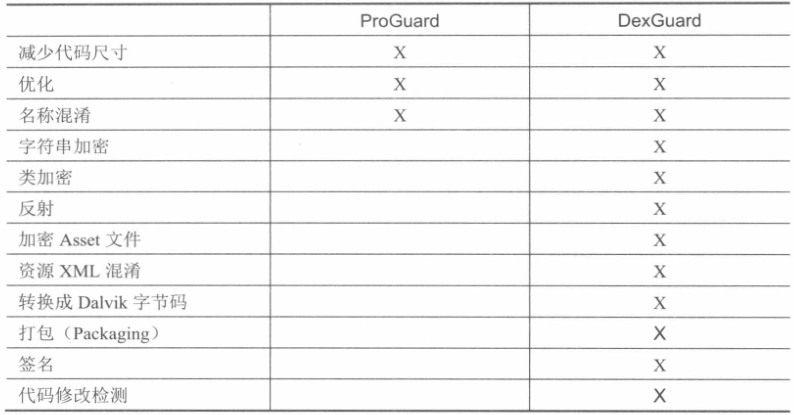 ProGuard DexGuard
减少代码尺寸 X X
优化 X X
名称混淆 X X
字符串加密 X
类加密 X
反射 X
加密 Asset 文件 X
资源 XML 混淆 X
转换成 Dalvik 字节码 X
打包（Packaging） X
签名 X
代码修改检测 X